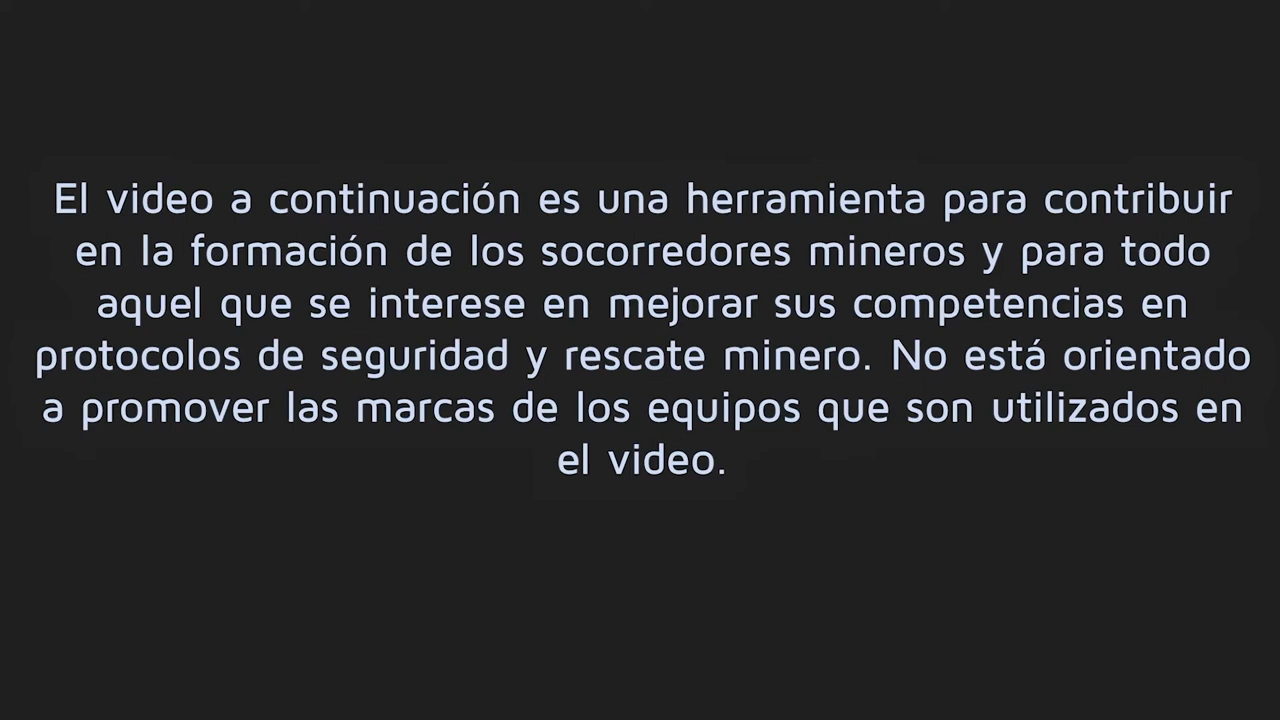 El video a continuación es una herramienta para contribuir
en la formación de los socorredores mineros y para todo
aquel que se interese en mejorar sus competencias en
protocolos de seguridad y rescate minero. No está orientado
a promover las marcas de los equipos que son utilizados en
el video.